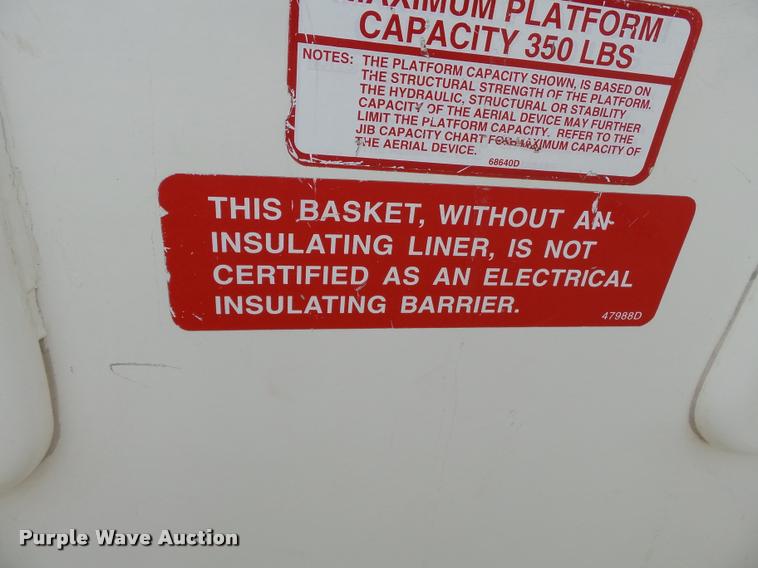 MAXIMUM PLATFORM
CAPACITY 350 LBS
NOTES: THE PLATFORM CAPACITY SHOWN, IS BASED ON
THE STRUCTURAL STRENGTH OF THE PLATFORM.
THE HYDRAULIC, STRUCTURAL OR STABILITY
CAPACITY OF THE AERIAL DEVICE MAY FURTHER
LIMIT THE PLATFORM CAPACITY. REFER TO THE
JIB CAPACITY CHART FOR MAXIMUM CAPACITY OF
THE AERIAL DEVICE.
68640D
THIS BASKET, WITHOUT AN
INSULATING LINER, IS NOT
CERTIFIED AS AN ELECTRICAL
INSULATING BARRIER.
47988D
Purple Wave Auction